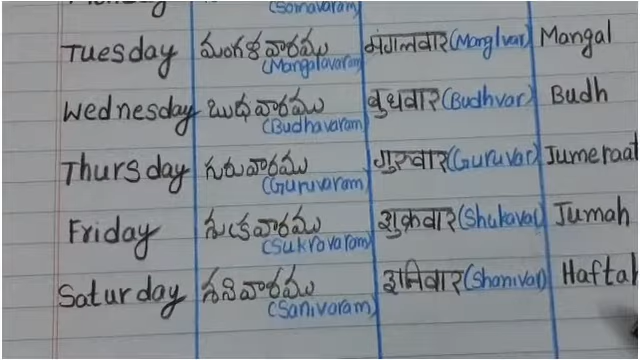 (Somavaram)
Tuesday మంగళవారము (Mangalavaram) मंगलवार (Manglvar) Mangal
Wednesday బుధవారము (Budhavaram) बुधवार (Budhvar) Budh
Thursday గురువారము (Guruvaram) गुरुवार (Guruvar) Jumeraat
Friday శుక్రవారము (Sukravaram) शुक्रवार (Shukavar) Jumah
Saturday శనివారము (Sanivaram) शनिवार (Shanivar) Haftah